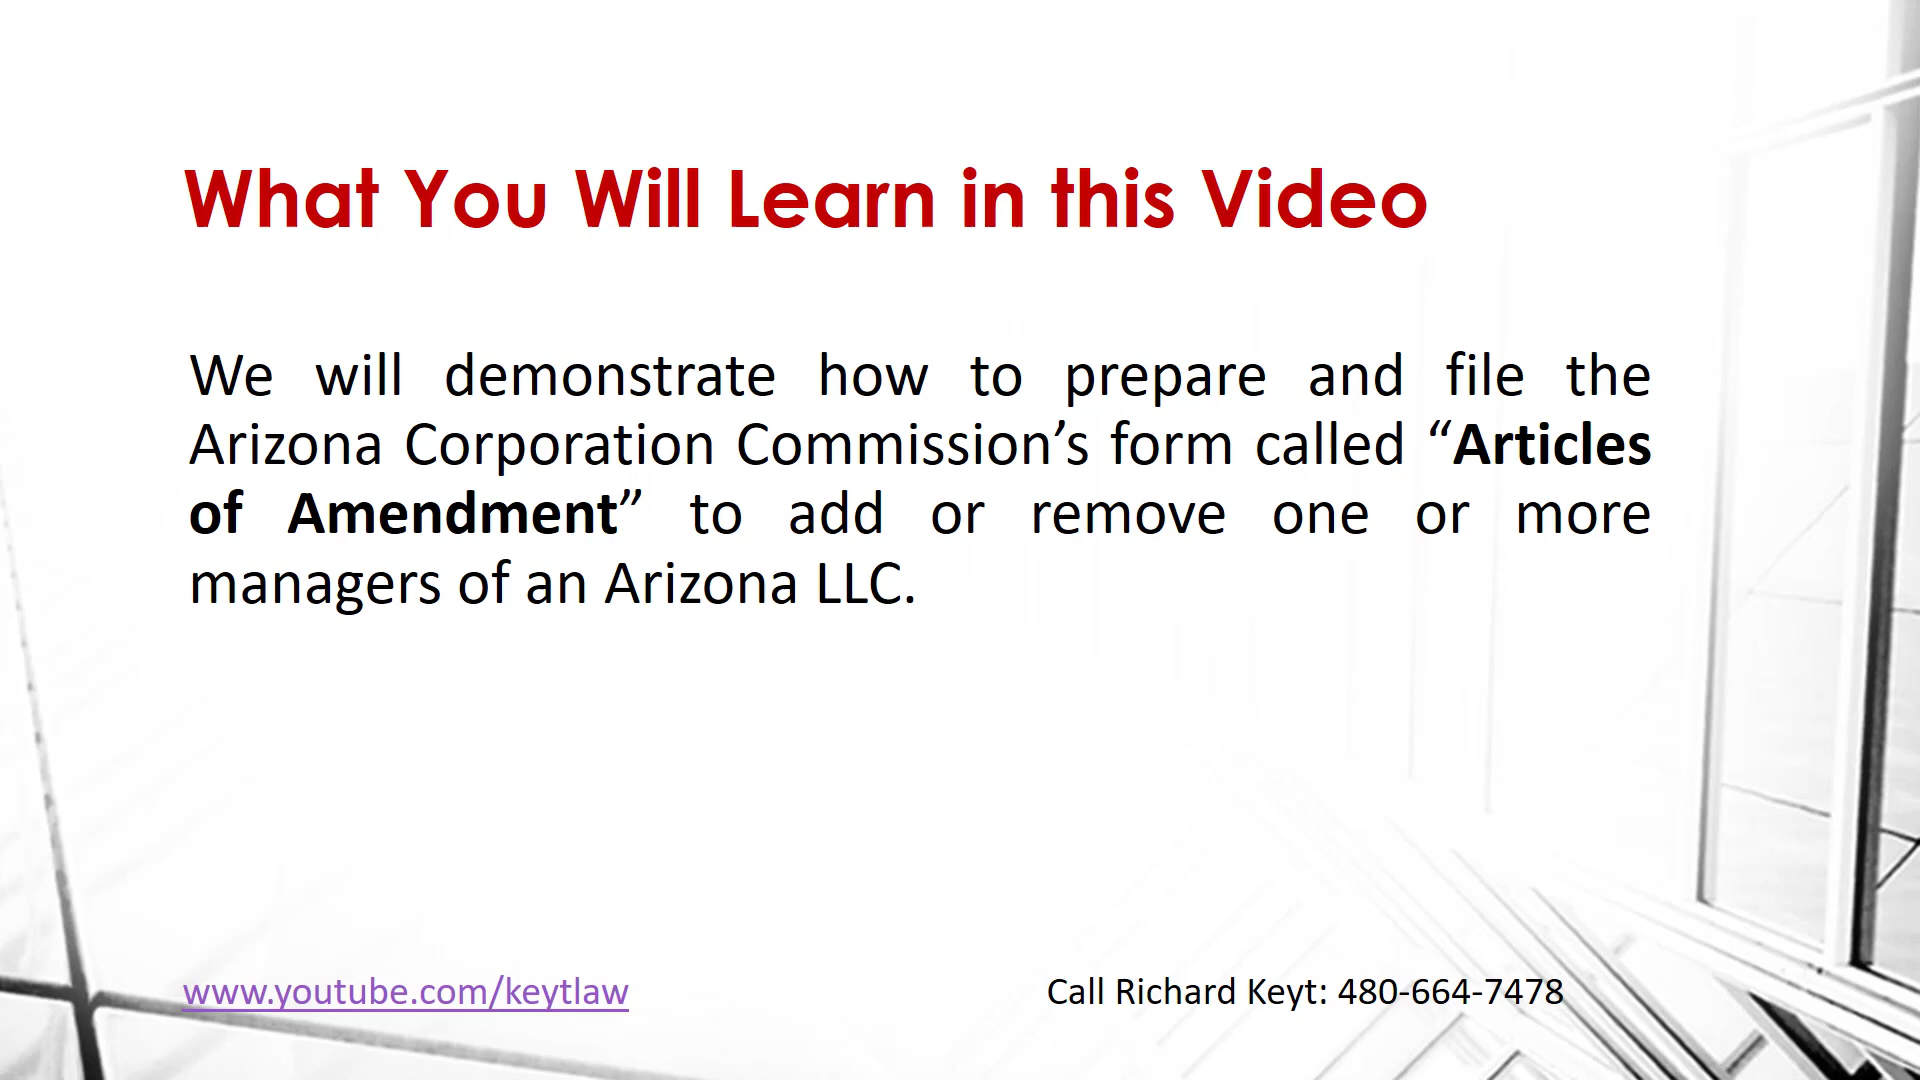 What You Will Learn in this Video
We will demonstrate how to prepare and file the
Arizona Corporation Commission’s form called “Articles
of Amendment” to add or remove one or more
managers of an Arizona LLC.
www.youtube.com/keytlaw
Call Richard Keyt: 480-664-7478